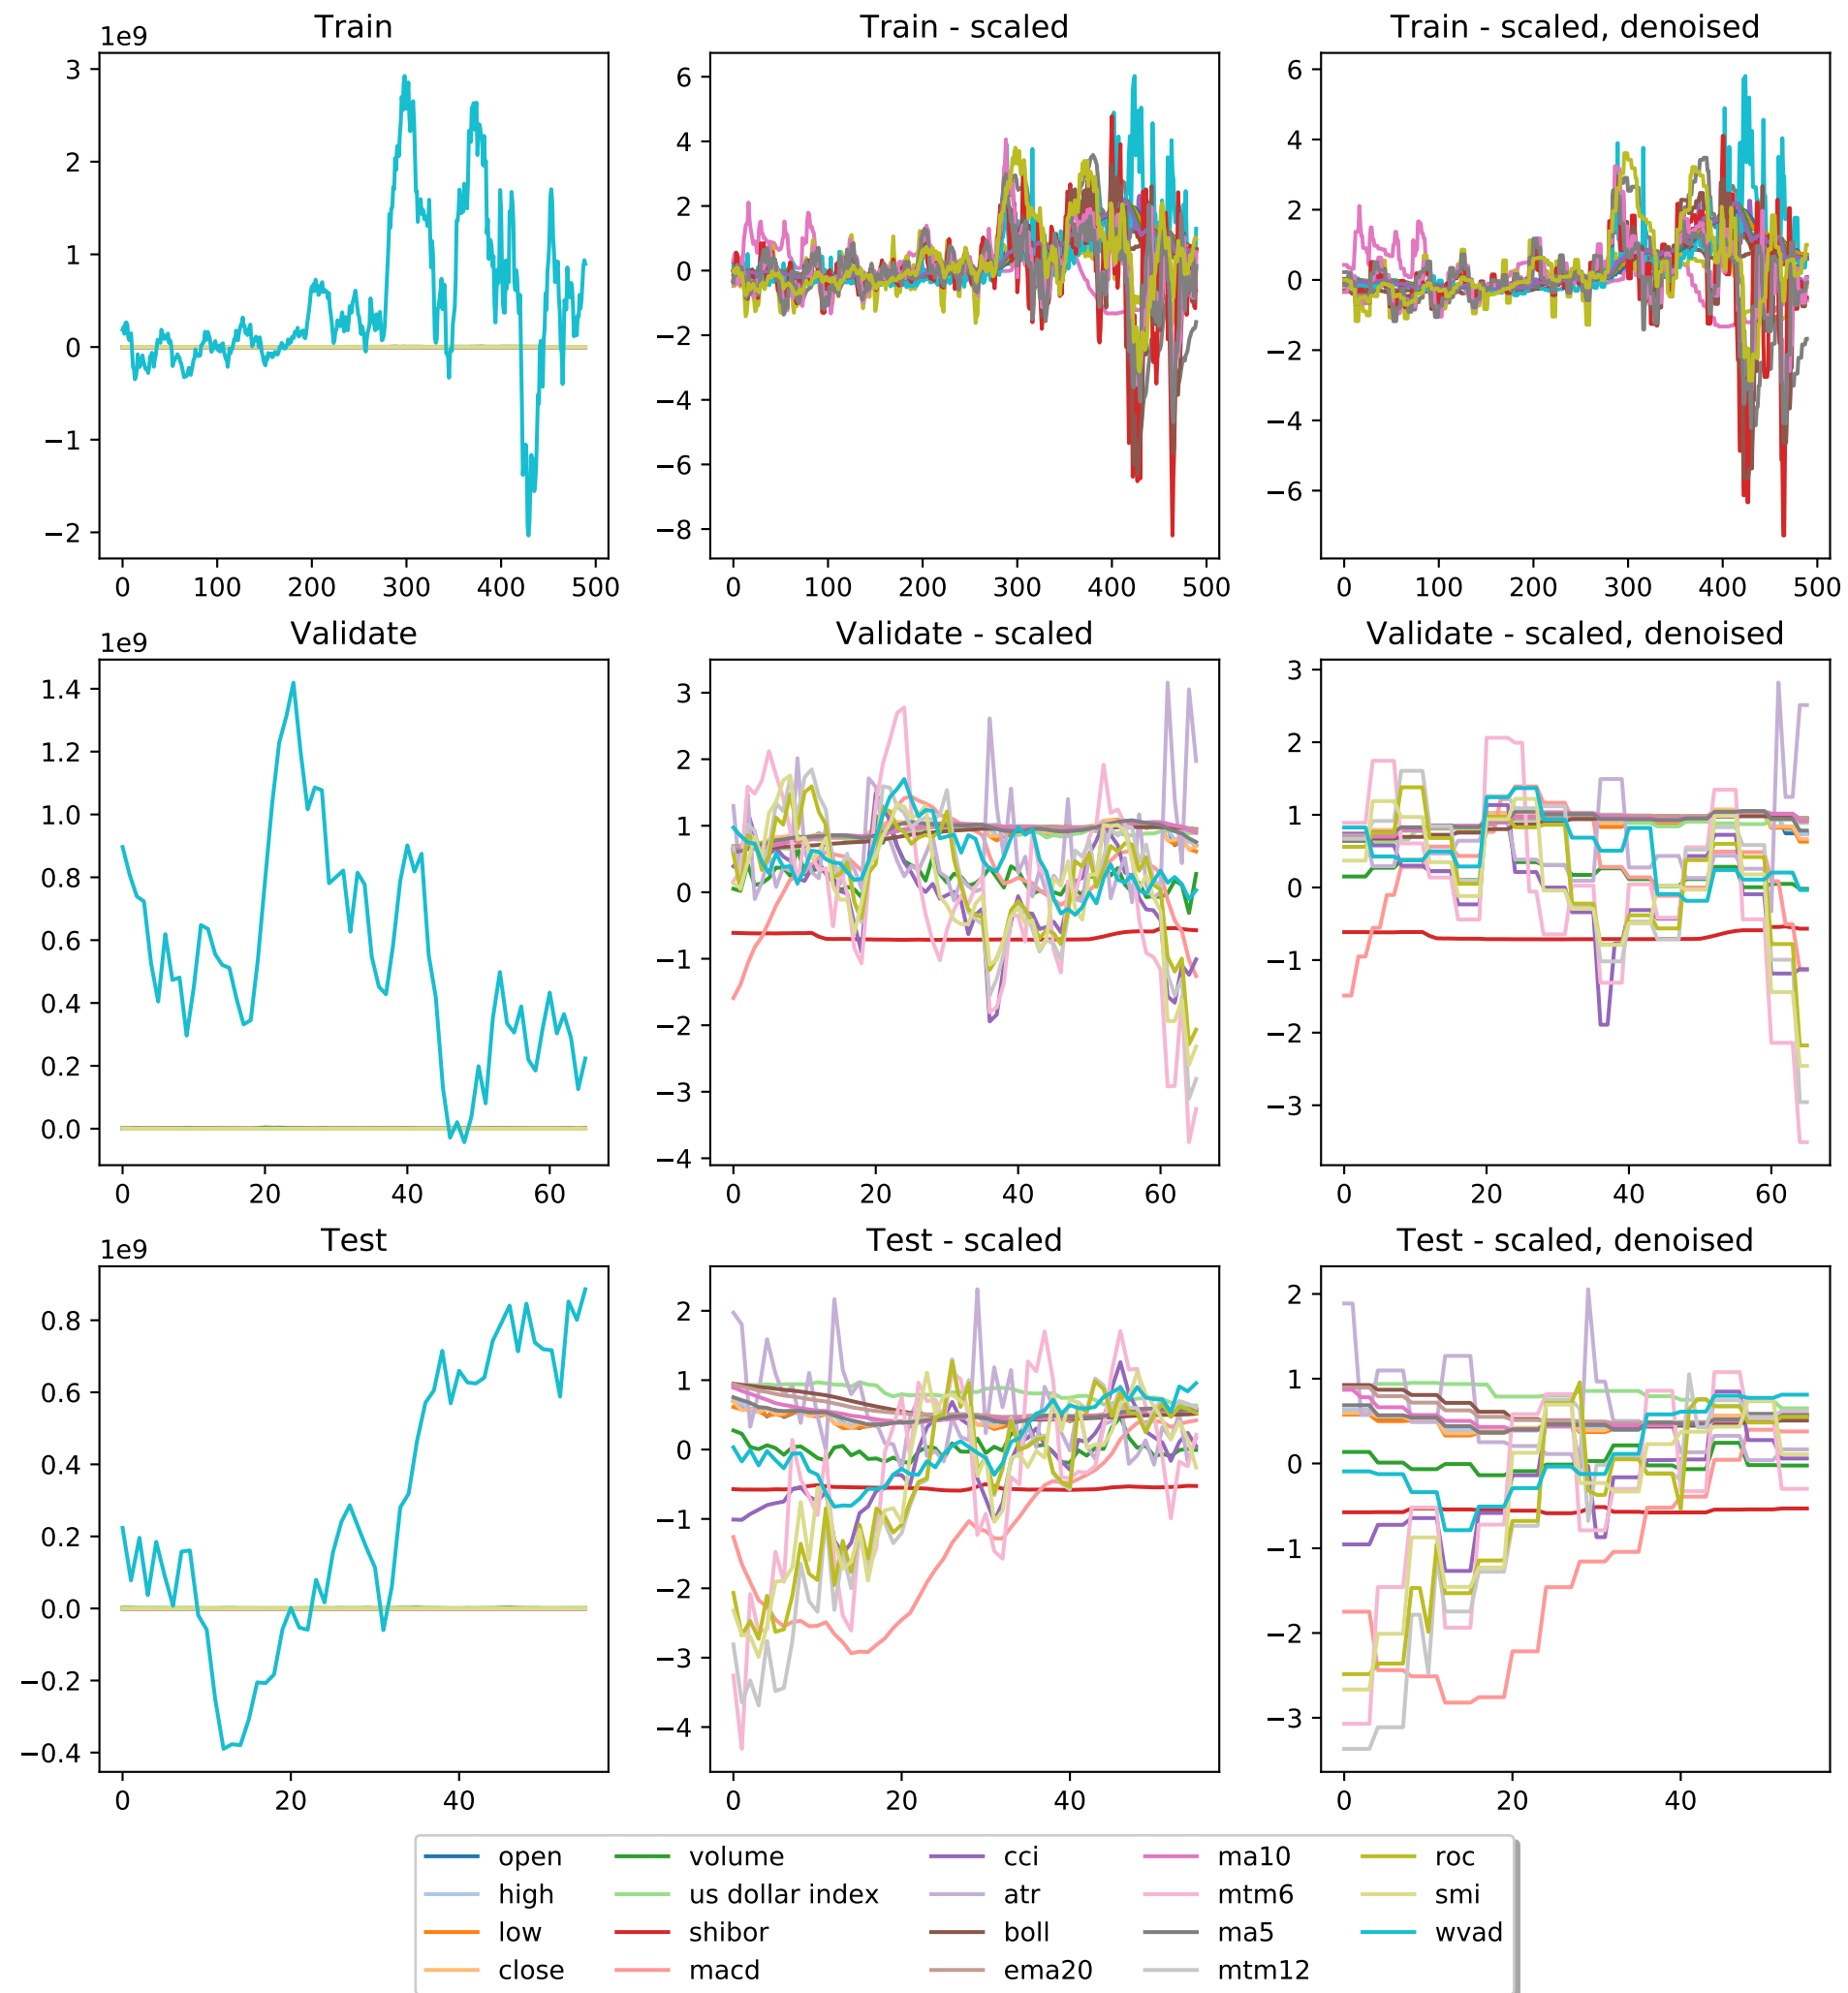 Train
Train - scaled
Train - scaled, denoised
1e9
3
2
1
0
−1
−2
0 100 200 300 400 500
6
4
2
0
−2
−4
−6
−8
0 100 200 300 400 500
6
4
2
0
−2
−4
−6
0 100 200 300 400 500
Validate
Validate - scaled
Validate - scaled, denoised
1e9
1.4
1.2
1.0
0.8
0.6
0.4
0.2
0.0
0 20 40 60
3
2
1
0
−1
−2
−3
−4
0 20 40 60
3
2
1
0
−1
−2
−3
0 20 40 60
Test
Test - scaled
Test - scaled, denoised
1e9
0.8
0.6
0.4
0.2
0.0
−0.2
−0.4
0 20 40
2
1
0
−1
−2
−3
−4
0 20 40
2
1
0
−1
−2
−3
0 20 40
open
high
low
close
volume
us dollar index
shibor
macd
cci
atr
boll
ema20
ma10
mtm6
ma5
mtm12
roc
smi
wvad